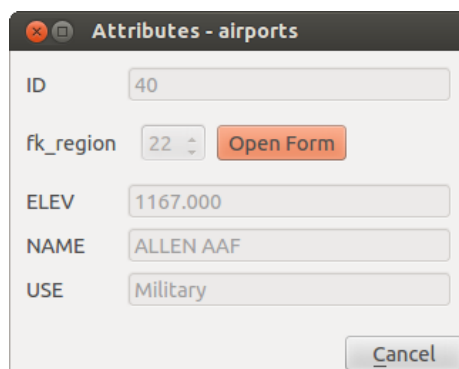 Attributes - airports
ID 40
fk_region 22 Open Form
ELEV 1167.000
NAME ALLEN AAF
USE Military
Cancel